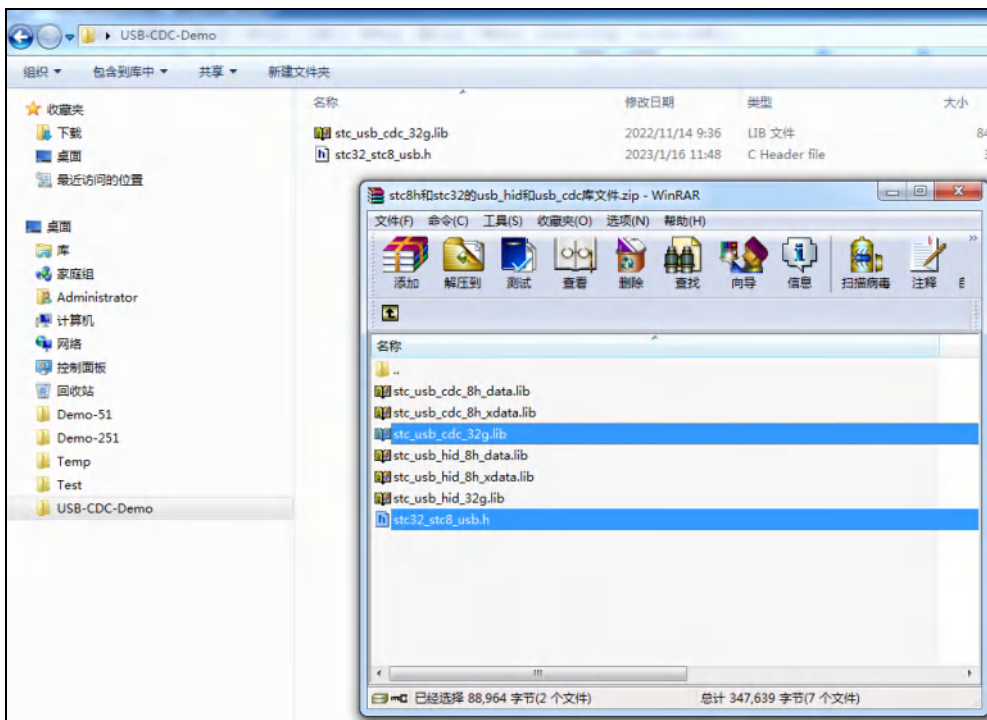 USB-CDC-Demo
组织 包含到库中 共享 新建文件夹
收藏夹
下载
桌面
最近访问的位置
桌面
库
家庭组
Administrator
计算机
网络
控制面板
回收站
Demo-51
Demo-251
Temp
Test
USB-CDC-Demo
名称 修改日期 类型 大小
stc_usb_cdc_32g.lib 2022/11/14 9:36 LIB 文件 84
stc32_stc8_usb.h 2023/1/16 11:48 C Header file
stc8h和stc32的usb_hid和usb_cdc库文件.zip - WinRAR
文件(F) 命令(C) 工具(S) 收藏夹(O) 选项(N) 帮助(H)
添加 解压到 测试 查看 删除 查找 向导 信息 扫描病毒 注释
名称
..
stc_usb_cdc_8h_data.lib
stc_usb_cdc_8h_xdata.lib
stc_usb_cdc_32g.lib
stc_usb_hid_8h_data.lib
stc_usb_hid_8h_xdata.lib
stc_usb_hid_32g.lib
stc32_stc8_usb.h
已经选择 88,964 字节(2 个文件) 总计 347,639 字节(7 个文件)